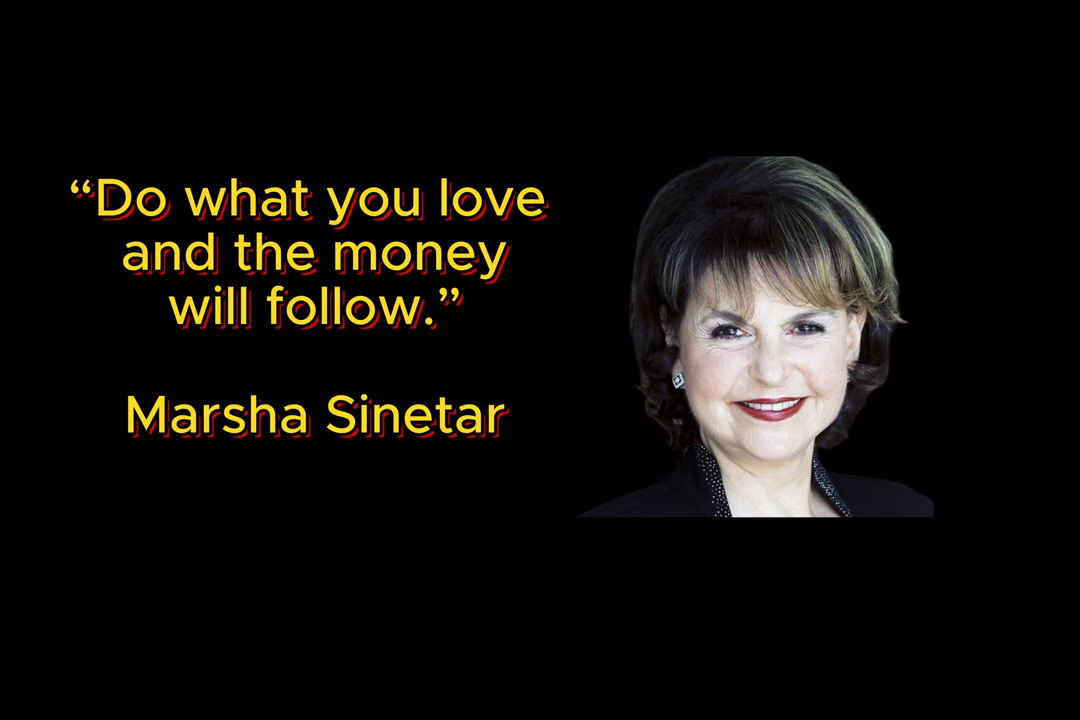 “Do what you love
and the money
will follow.”
Marsha Sinetar